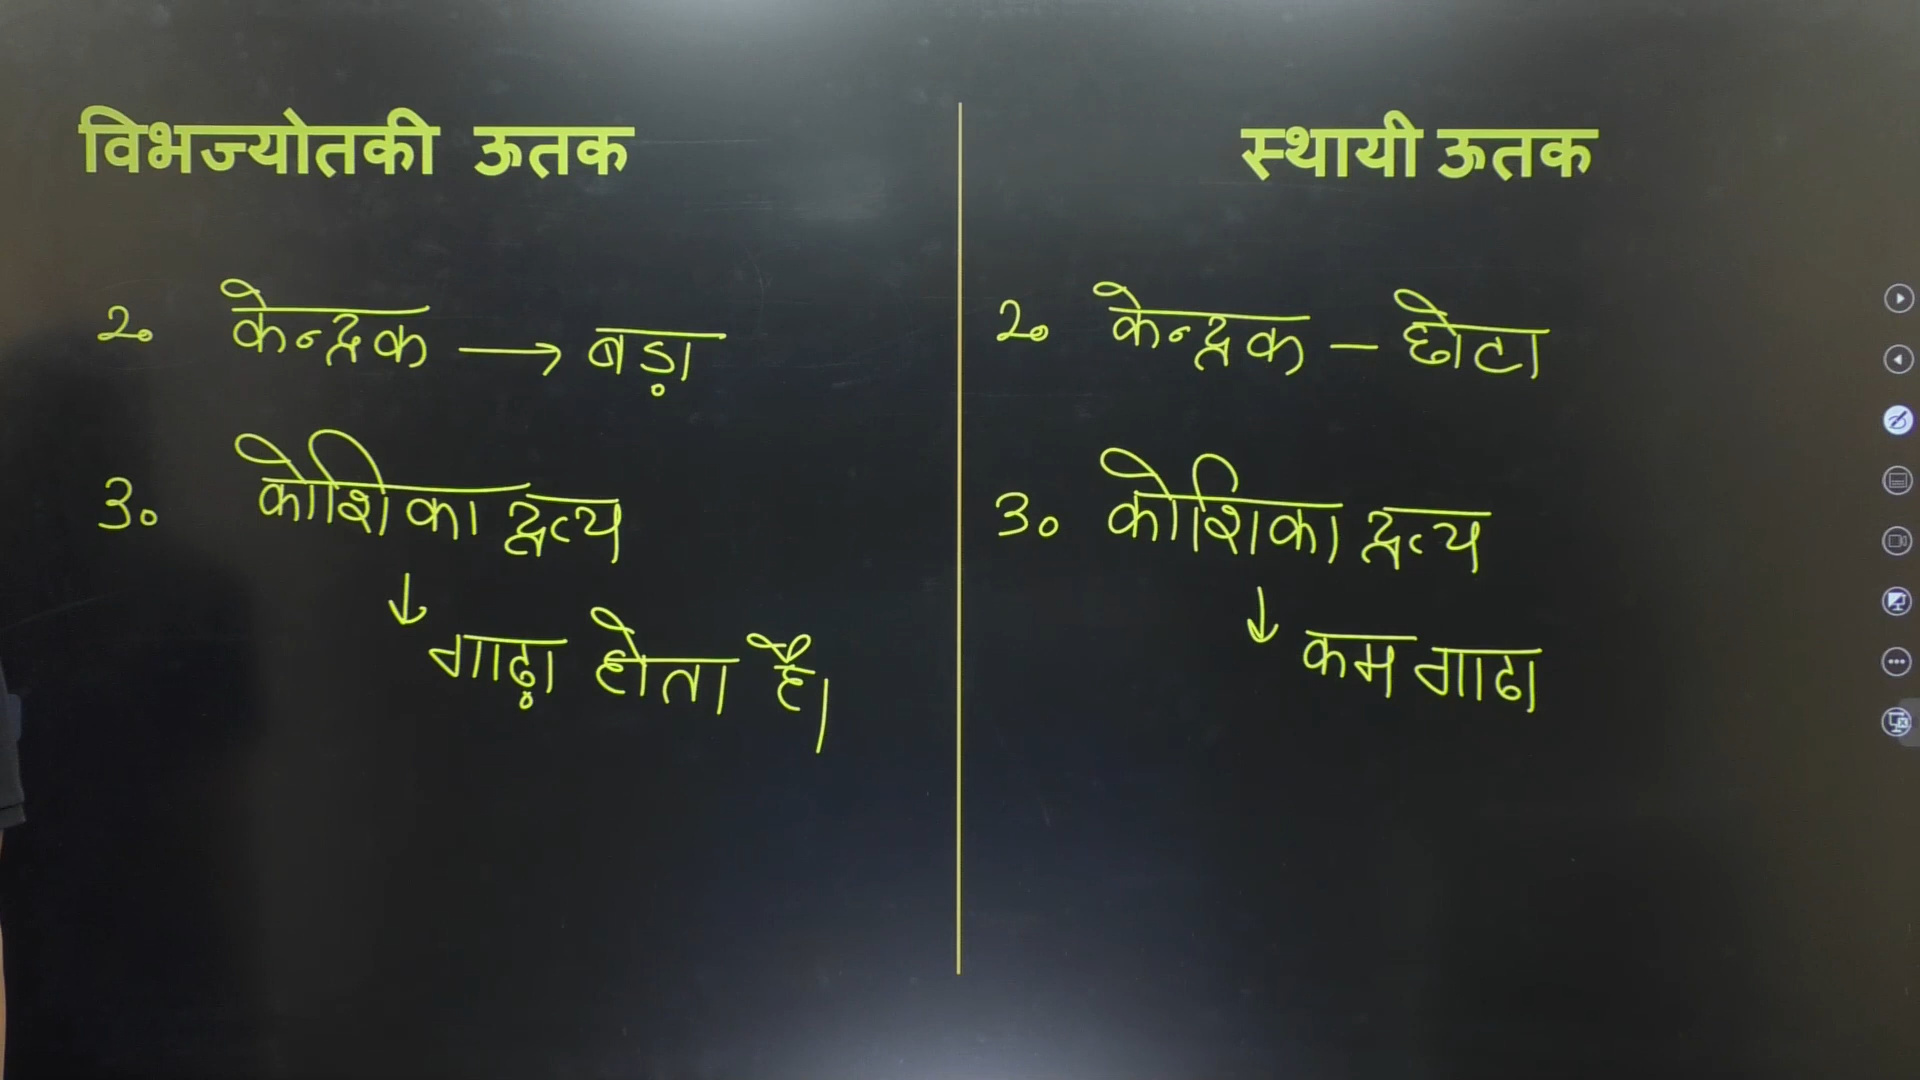 विभज्योतकी ऊतक
2. केन्द्रक → बड़ा
3. कोशिका द्रव्य
↓ गाढ़ा होता है।
स्थायी ऊतक
2. केन्द्रक – छोटा
3. कोशिका द्रव्य
↓ कम गाढा